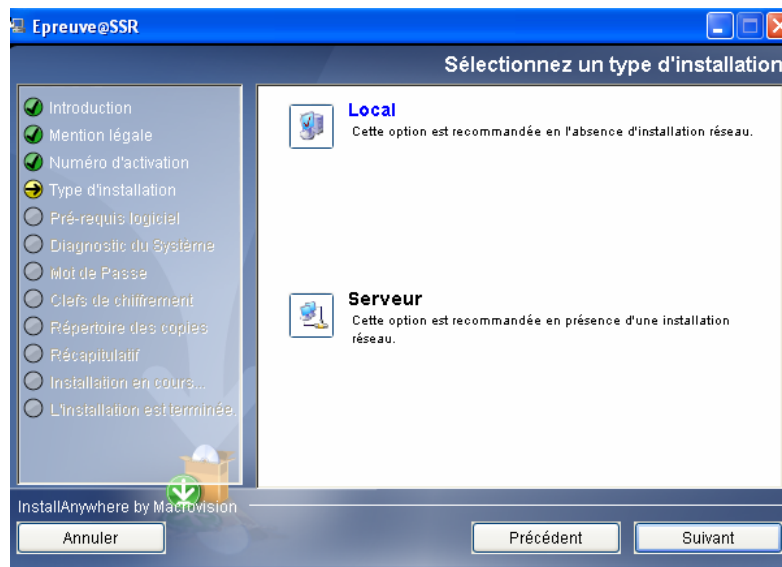 Epreuve@SSR
Sélectionnez un type d'installation
Introduction
Mention légale
Numéro d'activation
Type d'installation
Pré-requis logiciel
Diagnostic du Système
Mot de Passe
Clefs de chiffrement
Répertoire des copies
Récapitulatif
Installation en cours...
L'installation est terminée.
Local
Cette option est recommandée en l'absence d'installation réseau.
Serveur
Cette option est recommandée en présence d'une installation
réseau.
InstallAnywhere by Macrovision
Annuler
Précédent
Suivant